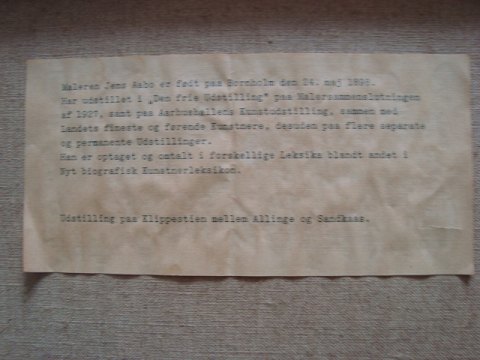 Maleren Jens Aabo er født paa Bornholm den 26. maj 1898.
Har udstillet i „Den frie Udstilling" paa Malersammenslutningen
af 1927, samt paa Aarhushallens Kunstudstilling, sammen med
Landets fineste og førende Kunstnere, desuden paa flere separate
og permanente Udstillinger.
Han er optaget og omtalt i forskellige Leksika blandt andet i
Nyt biografisk Kunstnerleksikon.
Udstilling paa Klippestien mellem Allinge og Sandkaas.